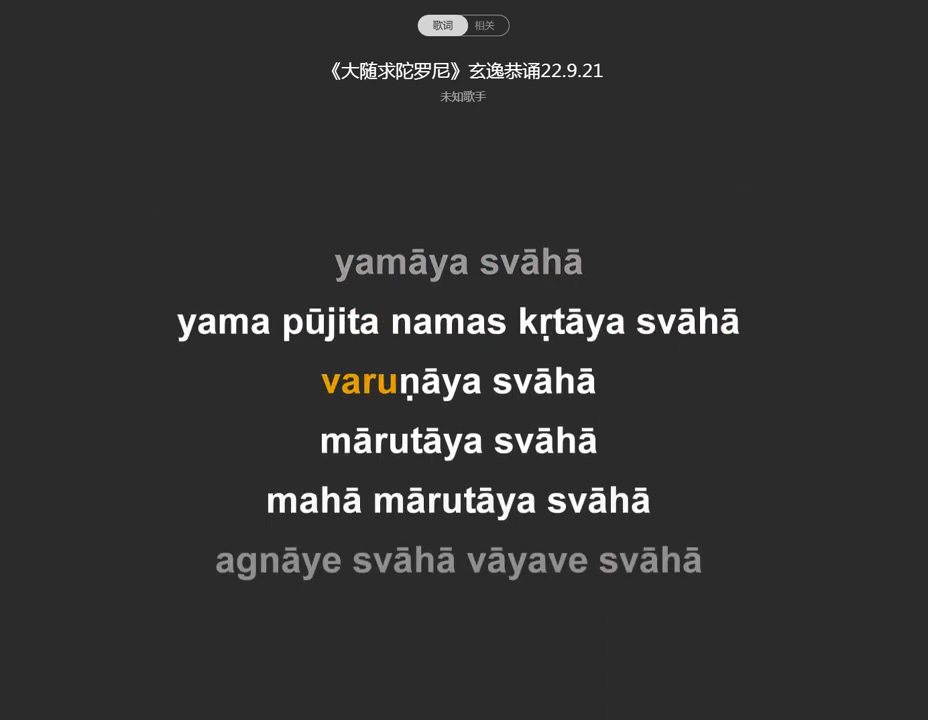 歌词 相关
《大随求陀罗尼》玄逸恭诵22.9.21
未知歌手
yamāya svāhā
yama pūjita namas kṛtāya svāhā
varuṇāya svāhā
mārutāya svāhā
mahā mārutāya svāhā
agnāye svāhā vāyave svāhā